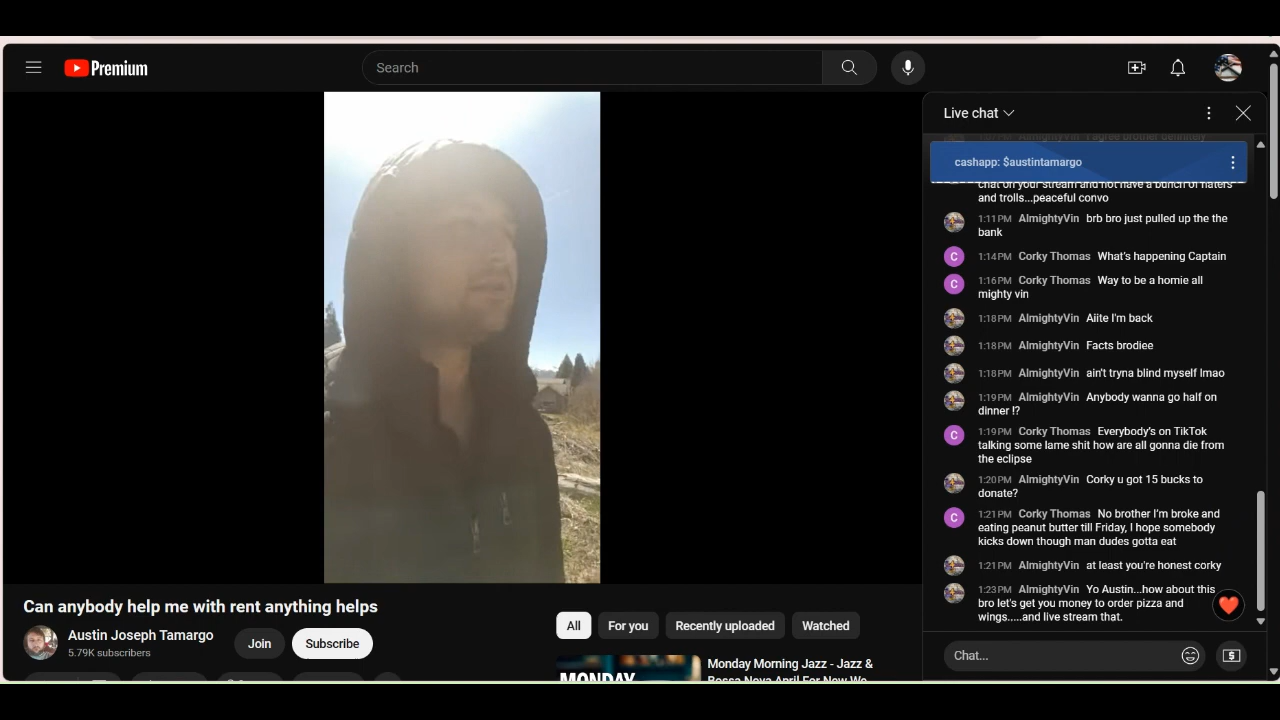 Premium
Search
Live chat
I agree brother definitely
cashapp: $austintamargo
chat on your stream and not have a bunch of haters
and trolls...peaceful convo
1:11 PM AlmightyVin brb bro just pulled up the the
bank
C 1:14 PM Corky Thomas What's happening Captain
C 1:16 PM Corky Thomas Way to be a homie all
mighty vin
1:18 PM AlmightyVin Aiite I'm back
1:18 PM AlmightyVin Facts brodiee
1:18 PM AlmightyVin ain't tryna blind myself lmao
1:19 PM AlmightyVin Anybody wanna go half on
dinner !?
C 1:19 PM Corky Thomas Everybody's on TikTok
talking some lame shit how are all gonna die from
the eclipse
1:20 PM AlmightyVin Corky u got 15 bucks to
donate?
C 1:21 PM Corky Thomas No brother I'm broke and
eating peanut butter till Friday, I hope somebody
kicks down though man dudes gotta eat
1:21 PM AlmightyVin at least you're honest corky
1:23 PM AlmightyVin Yo Austin...how about this
bro let's get you money to order pizza and
wings.....and live stream that.
Chat...
Can anybody help me with rent anything helps
Austin Joseph Tamargo
5.79K subscribers
Join
Subscribe
All
For you
Recently uploaded
Watched
MONDAY
Monday Morning Jazz - Jazz &
Bossa Nova April For New We